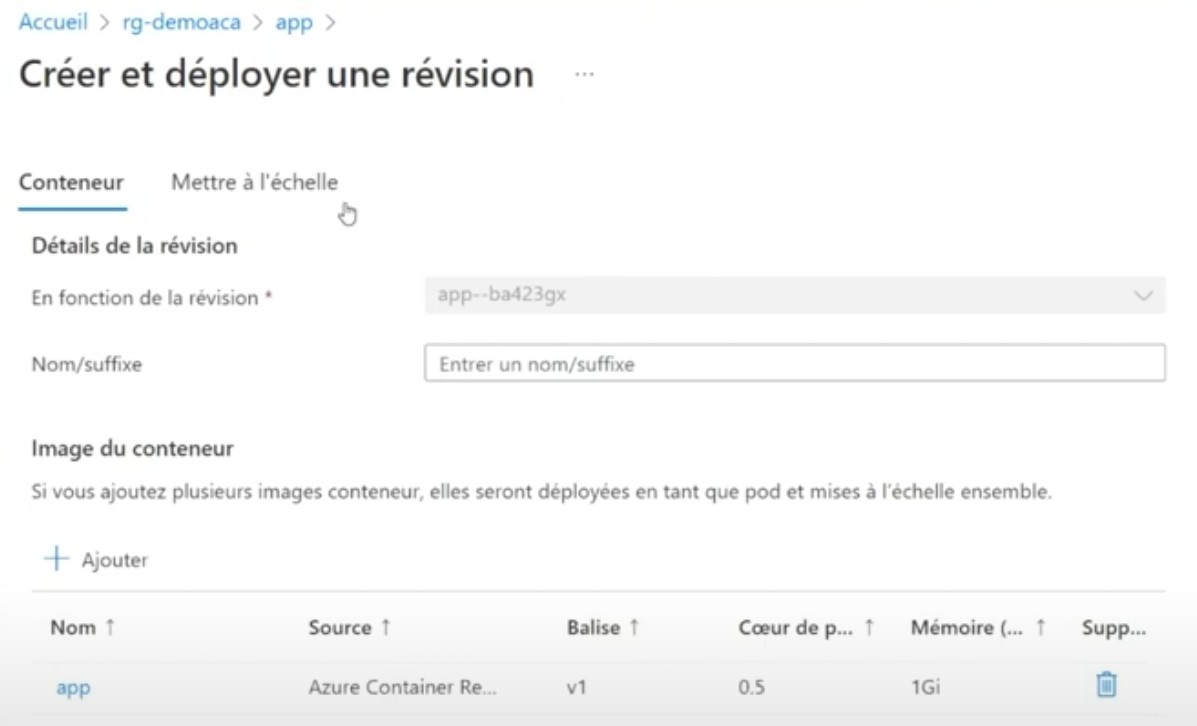 Accueil > rg-demoaca > app >
Créer et déployer une révision ...
Conteneur Mettre à l'échelle
Détails de la révision
En fonction de la révision * app--ba423gx
Nom/suffixe Entrer un nom/suffixe
Image du conteneur
Si vous ajoutez plusieurs images conteneur, elles seront déployées en tant que pod et mises à l'échelle ensemble.
+ Ajouter
Nom ↑ Source ↑ Balise ↑ Cœur de p... ↑ Mémoire (... ↑ Supp...
app Azure Container Re... v1 0.5 1Gi